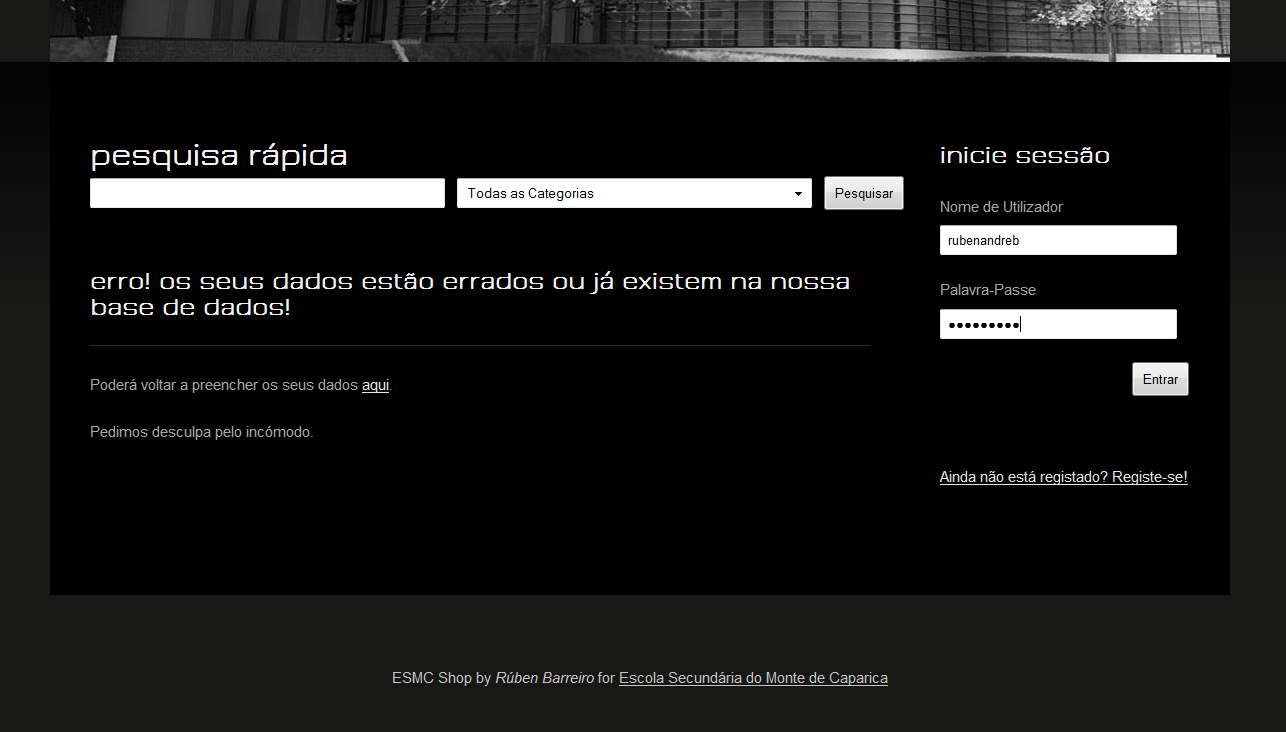 pesquisa rápida
Todas as Categorias
Pesquisar
erro! os seus dados estão errados ou já existem na nossa
base de dados!
Poderá voltar a preencher os seus dados aqui.
Pedimos desculpa pelo incómodo.
inicie sessão
Nome de Utilizador
rubenandreb
Palavra-Passe
•••••••••
Entrar
Ainda não está registado? Registe-se!
ESMC Shop by Rúben Barreiro for Escola Secundária do Monte de Caparica